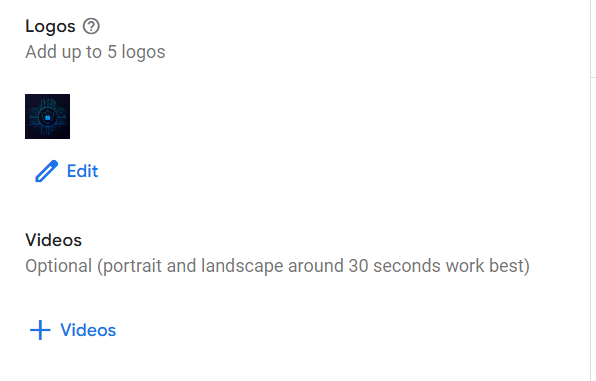 Logos
Add up to 5 logos
Edit
Videos
Optional (portrait and landscape around 30 seconds work best)
Videos